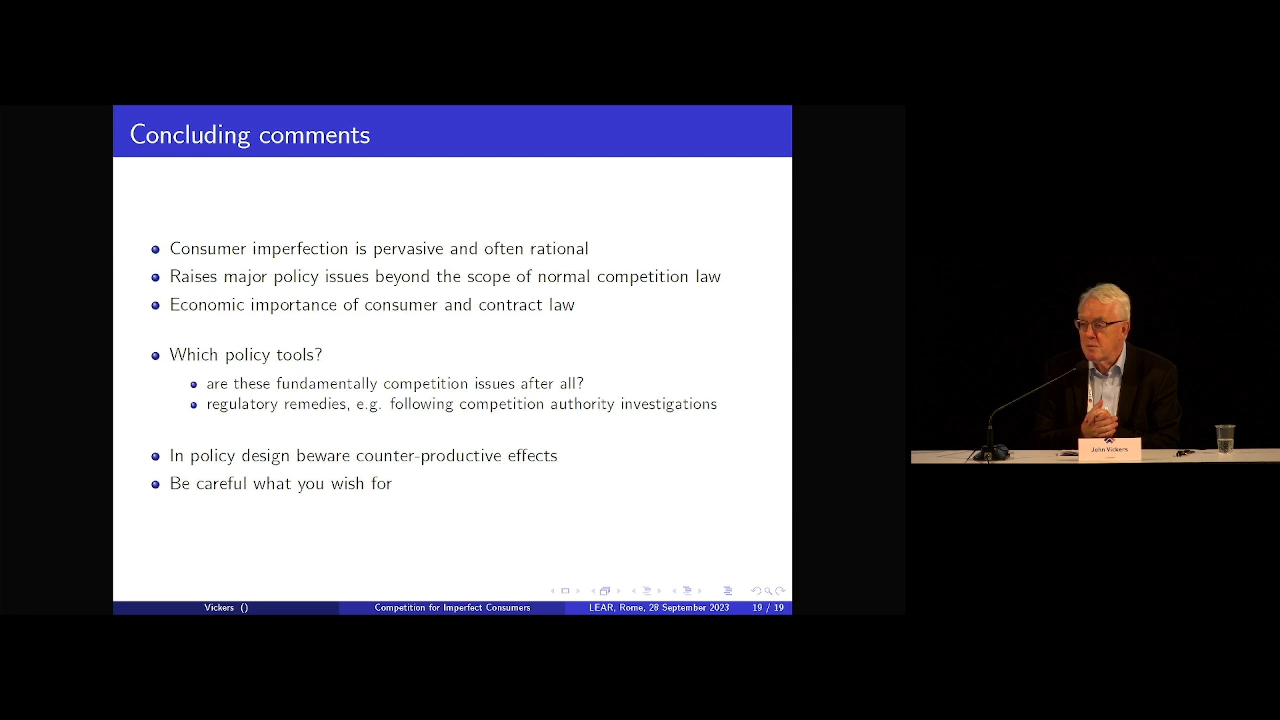 Concluding comments
Consumer imperfection is pervasive and often rational
Raises major policy issues beyond the scope of normal competition law
Economic importance of consumer and contract law
Which policy tools?
are these fundamentally competition issues after all?
regulatory remedies, e.g. following competition authority investigations
In policy design beware counter-productive effects
Be careful what you wish for
Vickers () Competition for Imperfect Consumers LEAR, Rome, 28 September 2023 19 / 19
John Vickers